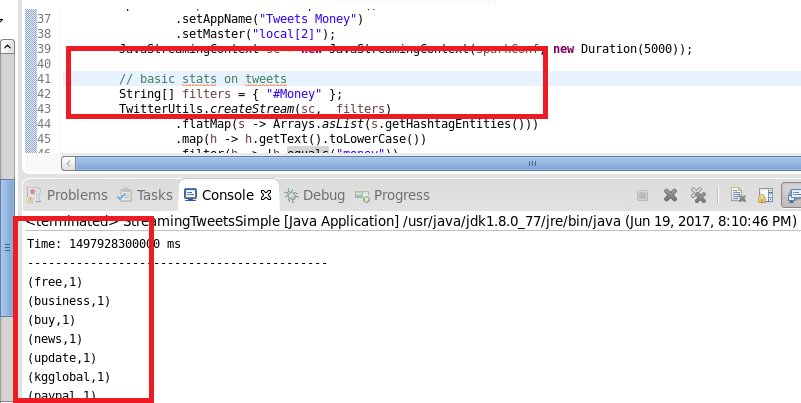 37 .setAppName("Tweets Money")
38 .setMaster("local[2]");
39 JavaStreamingContext sc = new JavaStreamingContext(sparkConf, new Duration(5000));
40
41 // basic stats on tweets
42 String[] filters = { "#Money" };
43 TwitterUtils.createStream(sc, filters)
44 .flatMap(s -> Arrays.asList(s.getHashtagEntities()))
45 .map(h -> h.getText().toLowerCase())
46 .filter(h -> !h.equals("money"))
Problems Tasks Console Debug Progress
<terminated> StreamingTweetsSimple [Java Application] /usr/java/jdk1.8.0_77/jre/bin/java (Jun 19, 2017, 8:10:46 PM)
Time: 1497928300000 ms
-------------------------------------------
(free,1)
(business,1)
(buy,1)
(news,1)
(update,1)
(kgglobal,1)
(paypal,1)